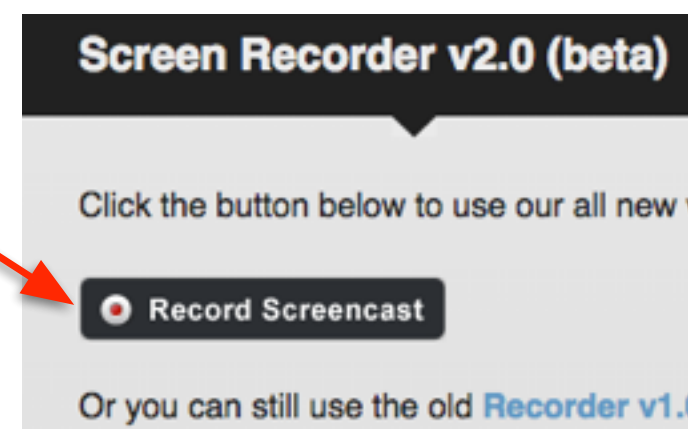 Screen Recorder v2.0 (beta)
Click the button below to use our all new
Record Screencast
Or you can still use the old Recorder v1.